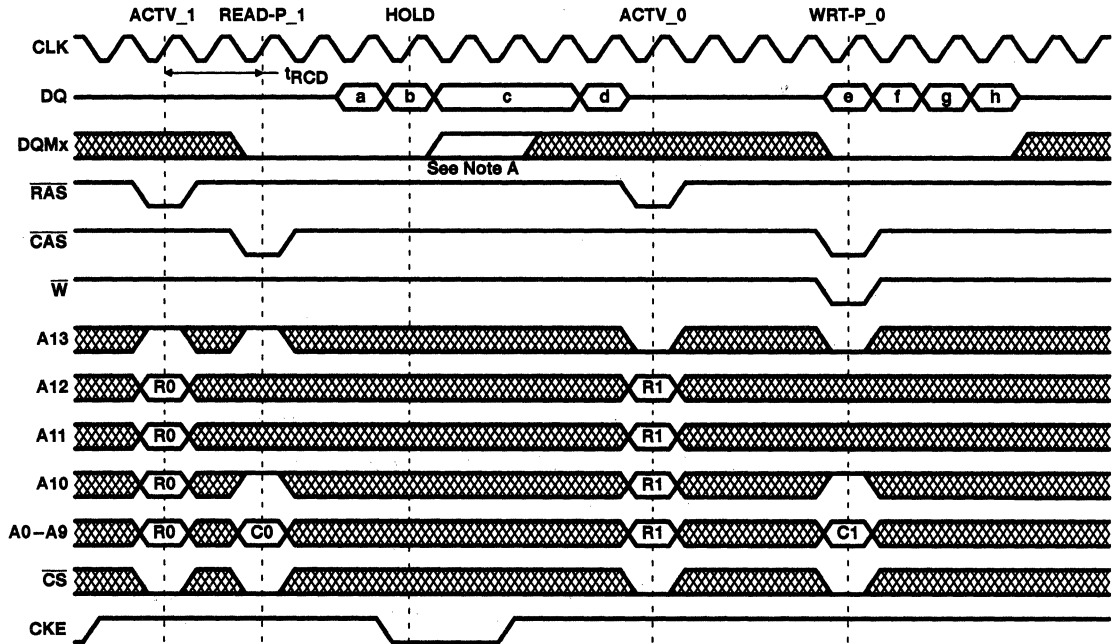 ACTV_1 READ-P_1 HOLD ACTV_0 WRT-P_0
CLK
tRCD
DQ a b c d e f g h
DQMx
See Note A
RAS
CAS
W
A13
A12 R0 R1
A11 R0 R1
A10 R0 R1
A0–A9 R0 C0 R1 C1
CS
CKE